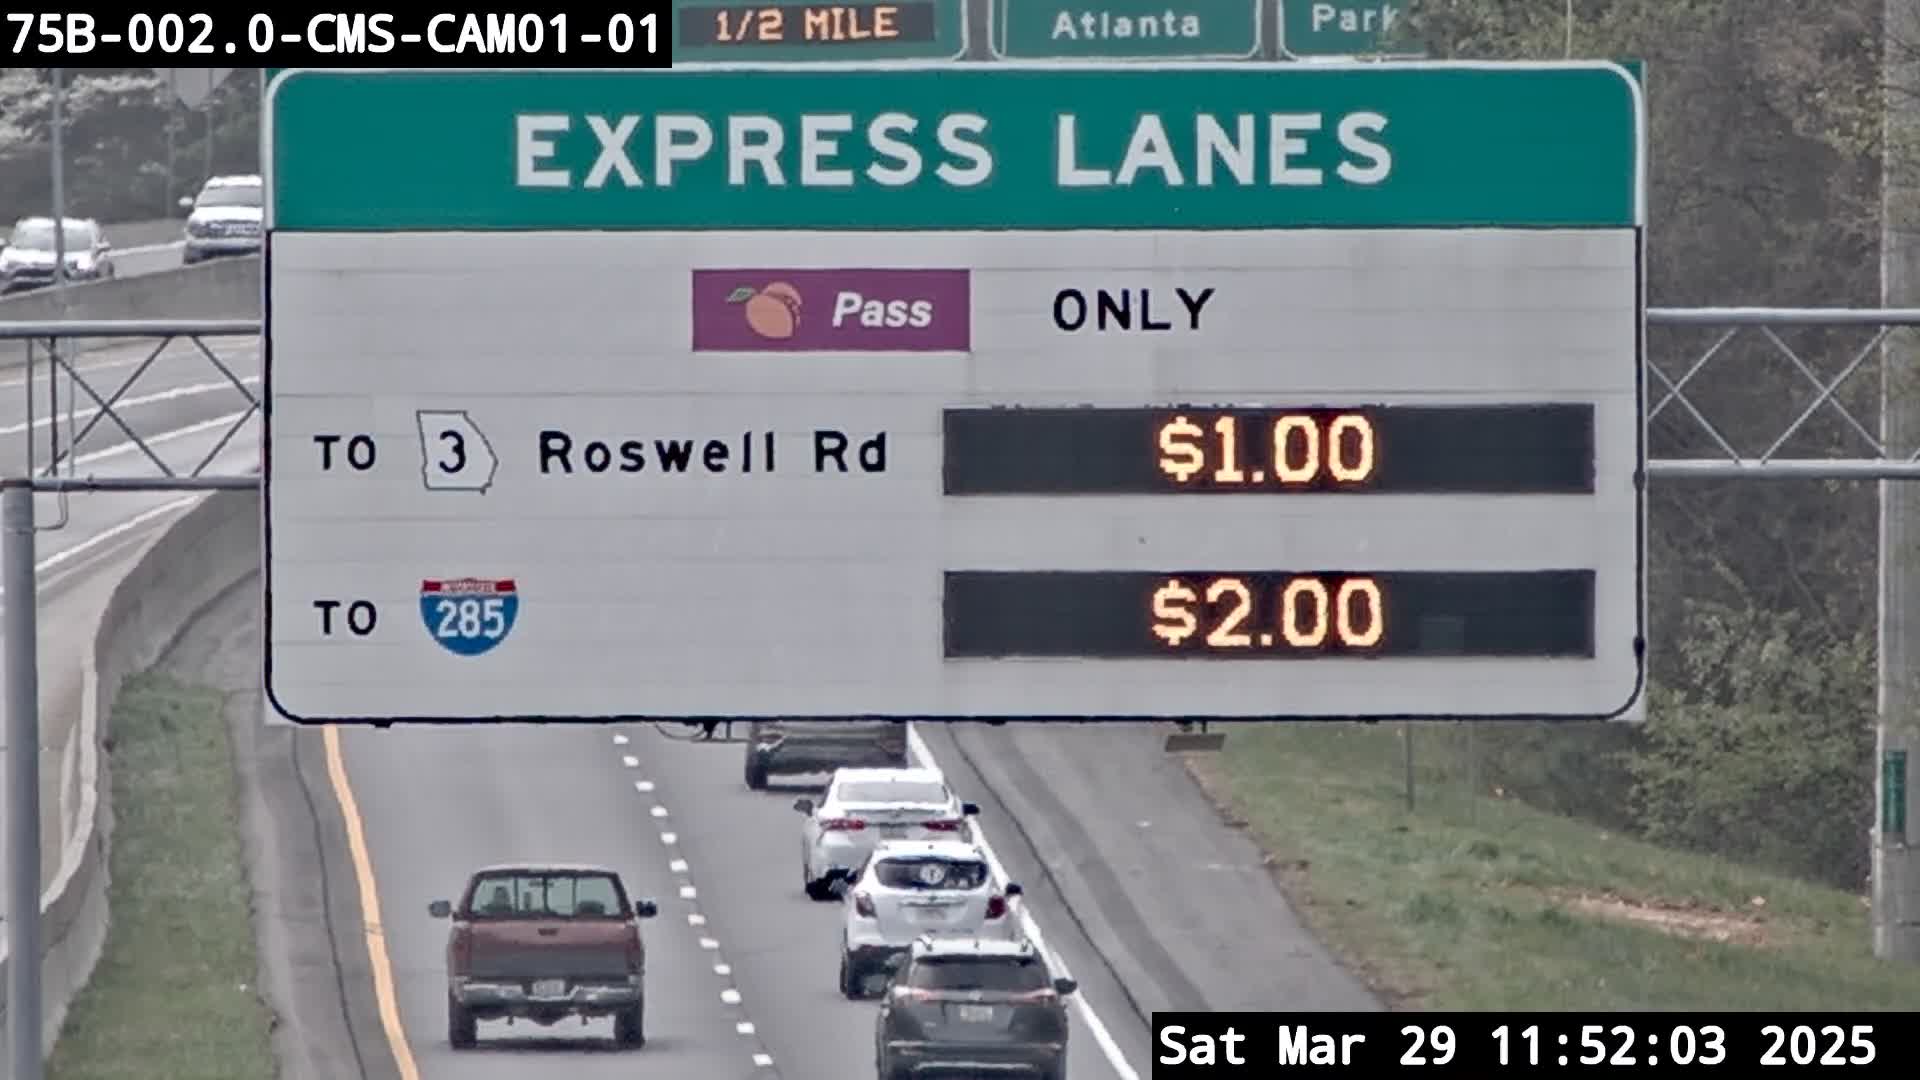 75B-002.0-CMS-CAM01-01
1/2 MILE
Atlanta
Park
EXPRESS LANES
Pass ONLY
TO 3 Roswell Rd $1.00
TO 285 $2.00
Sat Mar 29 11:52:03 2025